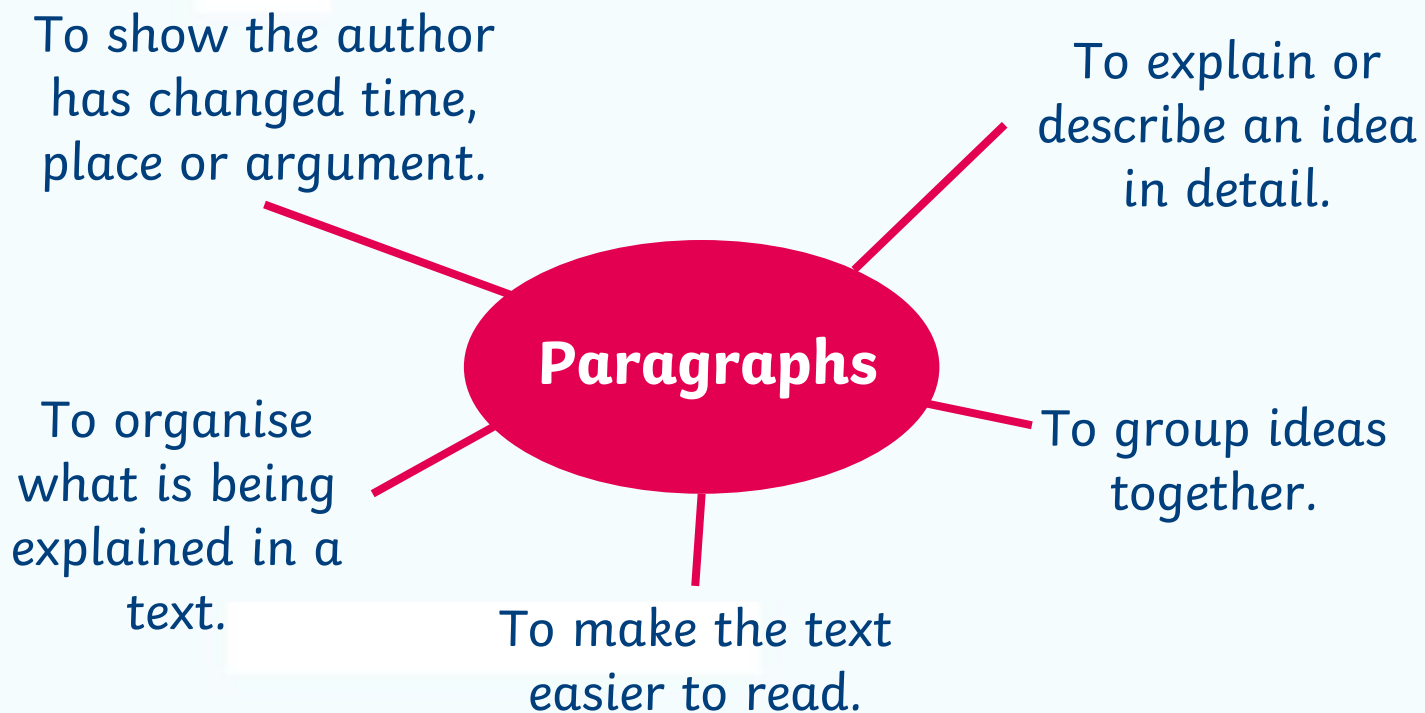 To show the author
has changed time,
place or argument.
To explain or
describe an idea
in detail.
Paragraphs
To organise
what is being
explained in a
text.
To group ideas
together.
To make the text
easier to read.